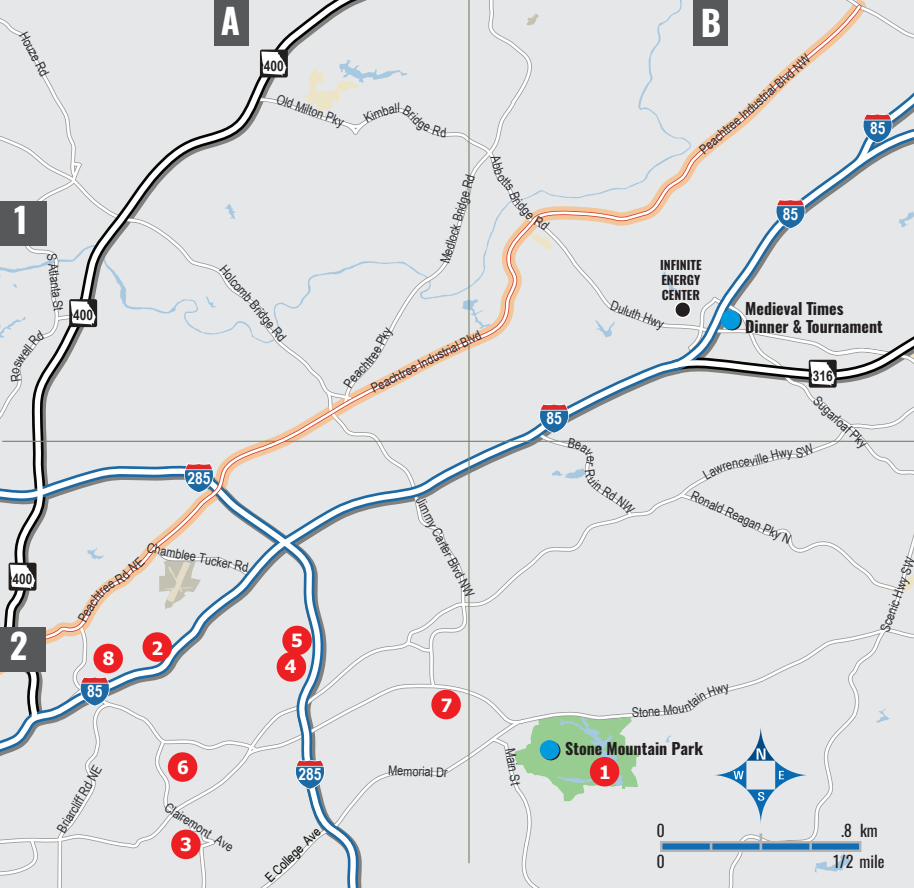 A
B
Houze Rd
400
Old Milton Pky
Kimball Bridge Rd
Peachtree Industrial Blvd NW
85
Abbotts Bridge Rd
Medlock Bridge Rd
1
85
S Atlanta St
Holcomb Bridge Rd
INFINITE
ENERGY
CENTER
400
Duluth Hwy
Medieval Times
Dinner & Tournament
Roswell Rd
Peachtree Pky
Peachtree Industrial Blvd
316
Sugarloaf Pky
85
Beaker Ruin Rd NW
Lawrenceville Hwy SW
285
Ronald Reagan Pky N
Jimmy Carter Blvd NW
Chamblee Tucker Rd
400
Peachtree Rd NE
Scenic Hwy SW
2
5
2
8
4
85
7
Stone Mountain Hwy
Stone Mountain Park
Main St
1
6
285
Memorial Dr
N
W
E
S
Briarcliff Rd NE
Clairemont Ave
3
E College Ave
0
.8 km
0
1/2 mile